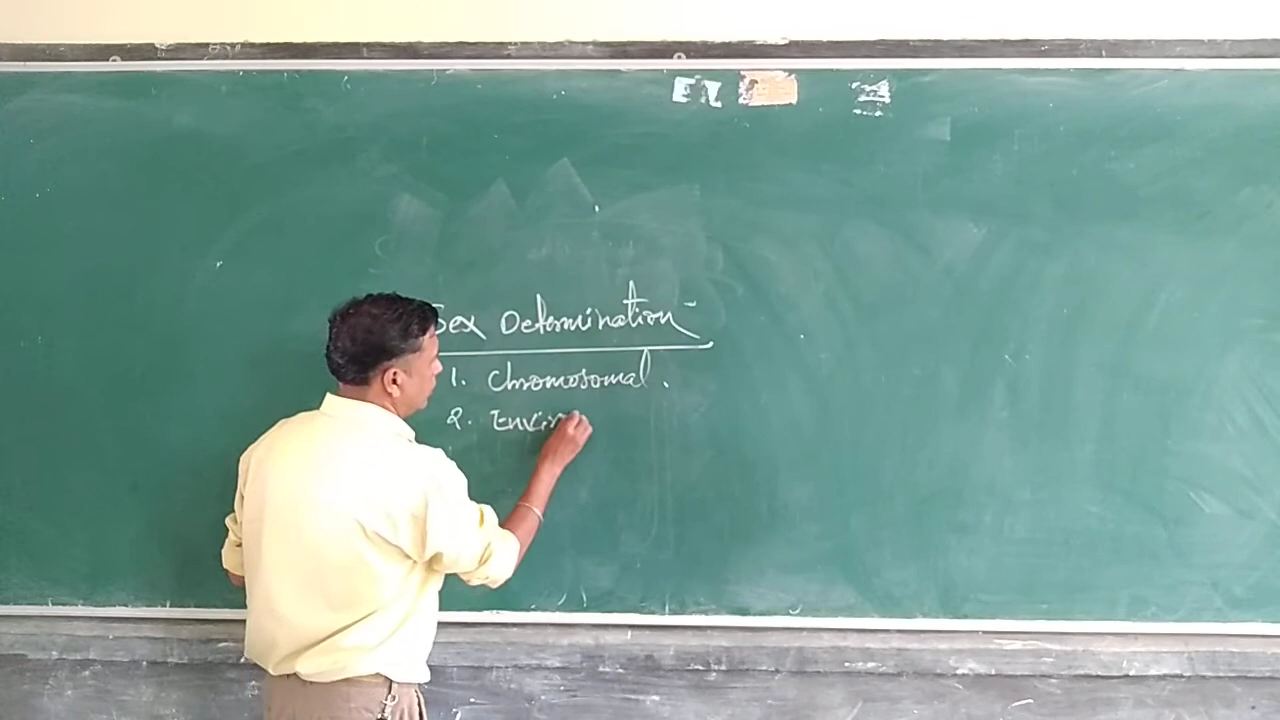 Sex Determination -
1. Chromosomal.
2. Envir